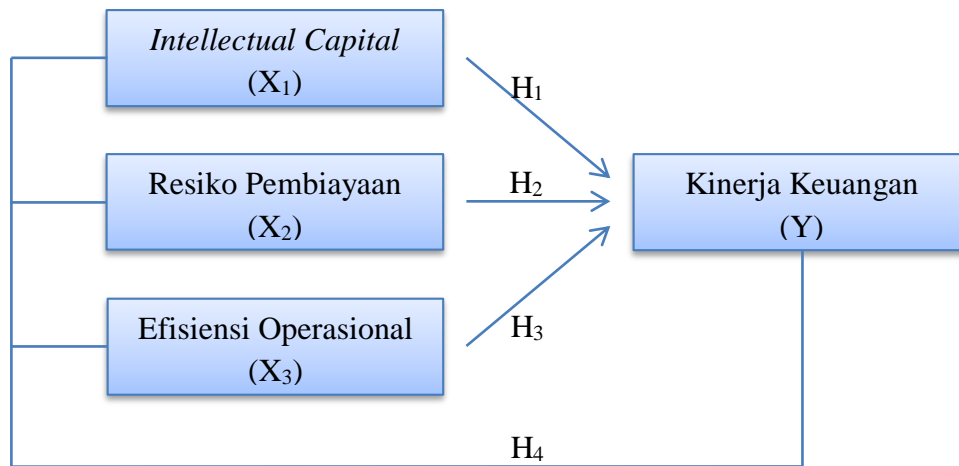 Intellectual Capital
(X₁)
H₁
Resiko Pembiayaan
(X₂)
H₂
Kinerja Keuangan
(Y)
Efisiensi Operasional
(X₃)
H₃
H₄